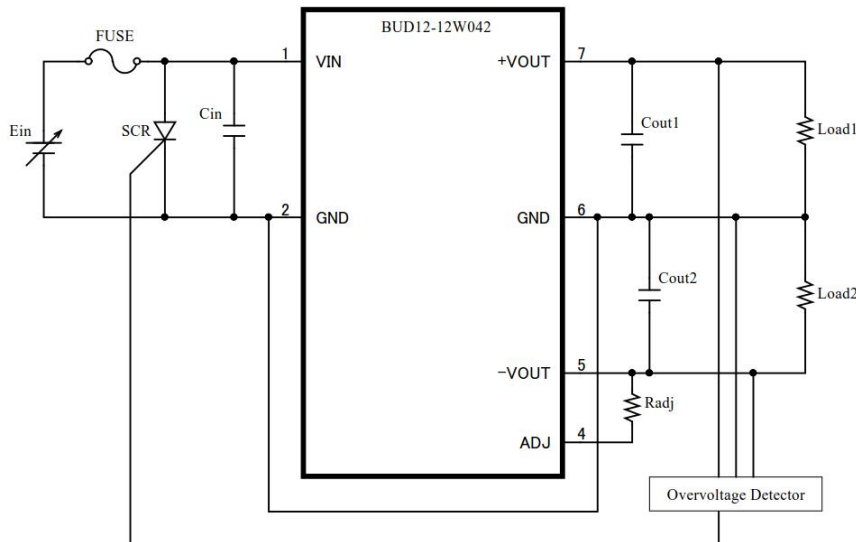 BUD12-12W042
FUSE
1
VIN
+VOUT
7
Ein
SCR
Cin
Cout1
Load1
2
GND
GND
6
Cout2
Load2
-VOUT
5
Radj
ADJ
4
Overvoltage Detector